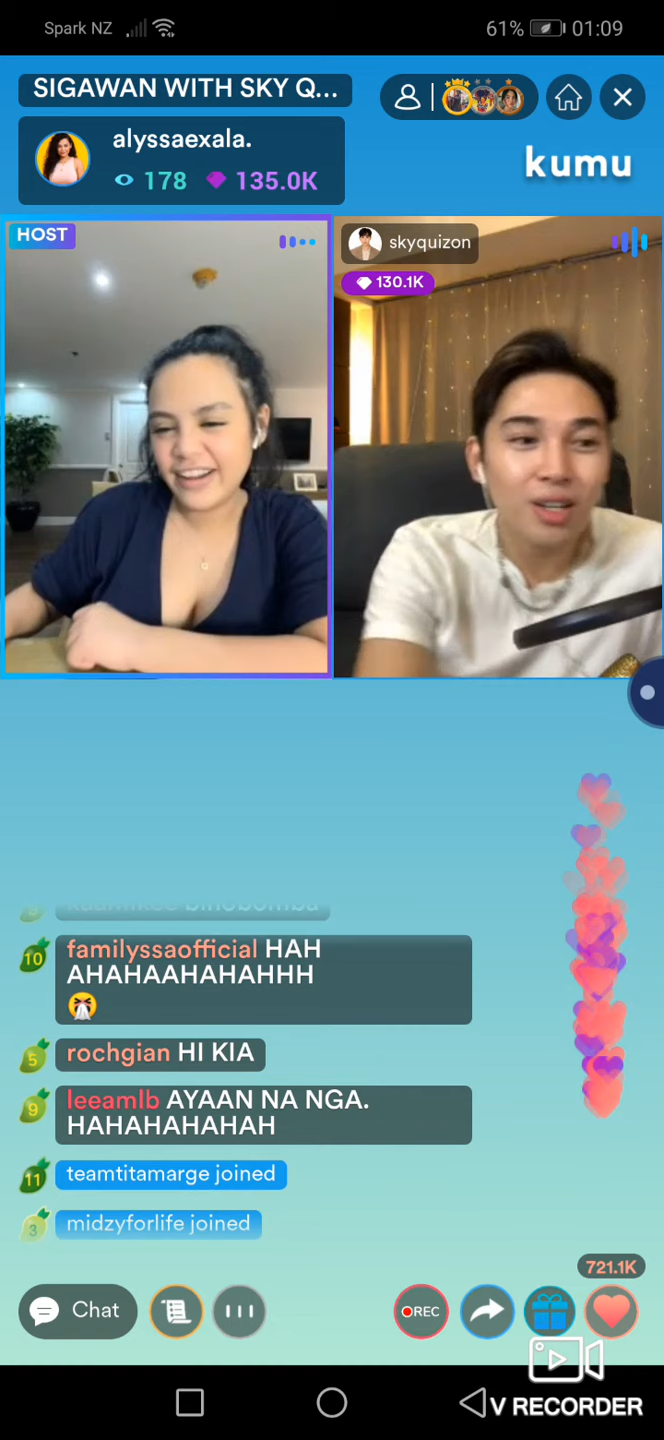 Spark NZ
61% 01:09
SIGAWAN WITH SKY Q...
alyssaexala.
178 135.0K
kumu
HOST
skyquizon
130.1K
10 familyssaofficial HAH
AHAHAAHAHAHHH
5 rochgian HI KIA
9 leeamlb AYAAN NA NGA.
HAHAHAHAHAH
11 teamtitamarge joined
3 midzyforlife joined
721.1K
Chat
REC
V RECORDER